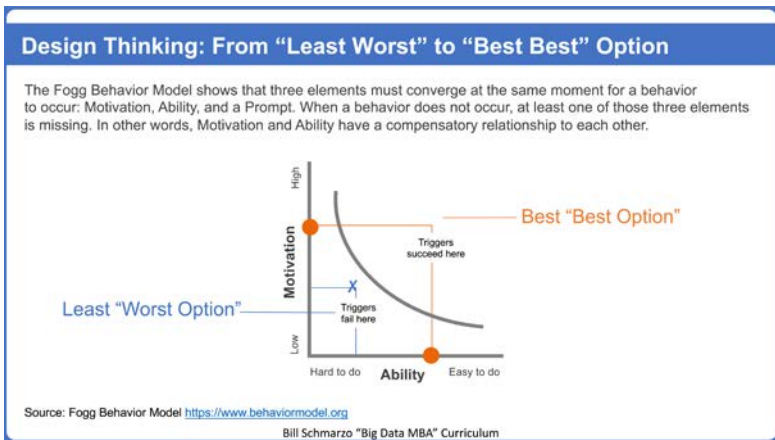 Design Thinking: From “Least Worst” to “Best Best” Option
The Fogg Behavior Model shows that three elements must converge at the same moment for a behavior
to occur: Motivation, Ability, and a Prompt. When a behavior does not occur, at least one of those three elements
is missing. In other words, Motivation and Ability have a compensatory relationship to each other.
High
Motivation
Low
Best “Best Option”
Triggers
succeed here
X
Least “Worst Option”
Triggers
fail here
Hard to do
Ability
Easy to do
Source: Fogg Behavior Model https://www.behaviormodel.org
Bill Schmarzo “Big Data MBA” Curriculum